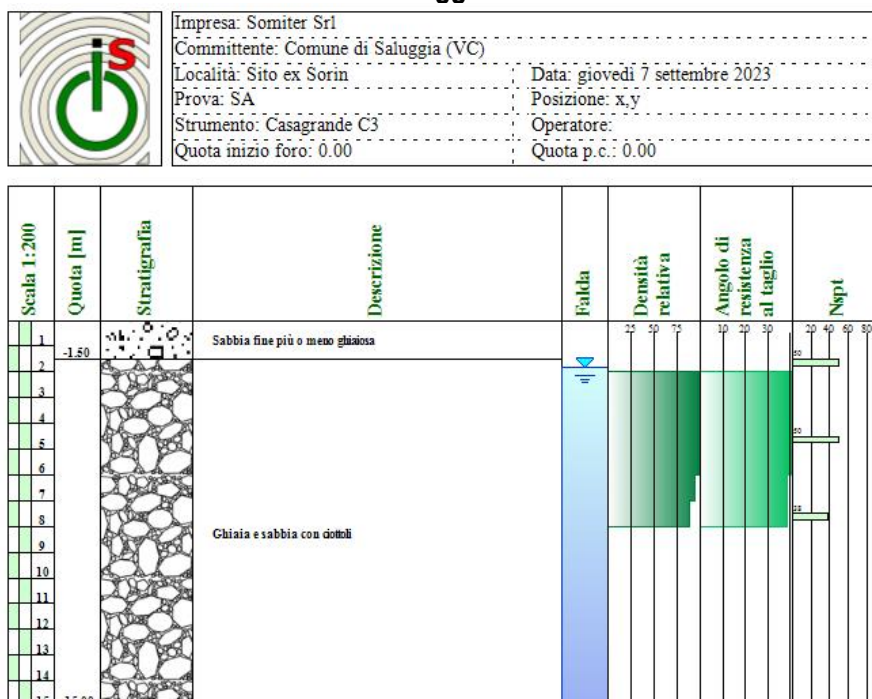 Impresa: Somiter Srl
Committente: Comune di Saluggia (VC)
Località: Sito ex Sorin
Data: giovedì 7 settembre 2023
Prova: SA
Posizione: x,y
Strumento: Casagrande C3
Operatore:
Quota inizio foro: 0.00
Quota p.c.: 0.00
Scala 1:200
Quota [m]
Stratigrafia
Descrizione
Falda
Densità relativa
Angolo di resistenza al taglio
Nspt
25 50 75
10 20 30
20 40 60 80
1
-1.50
Sabbia fine più o meno ghiaiosa
50
2
3
4
5
50
6
7
8
38
9
Ghiaia e sabbia con ciottoli
10
11
12
13
14